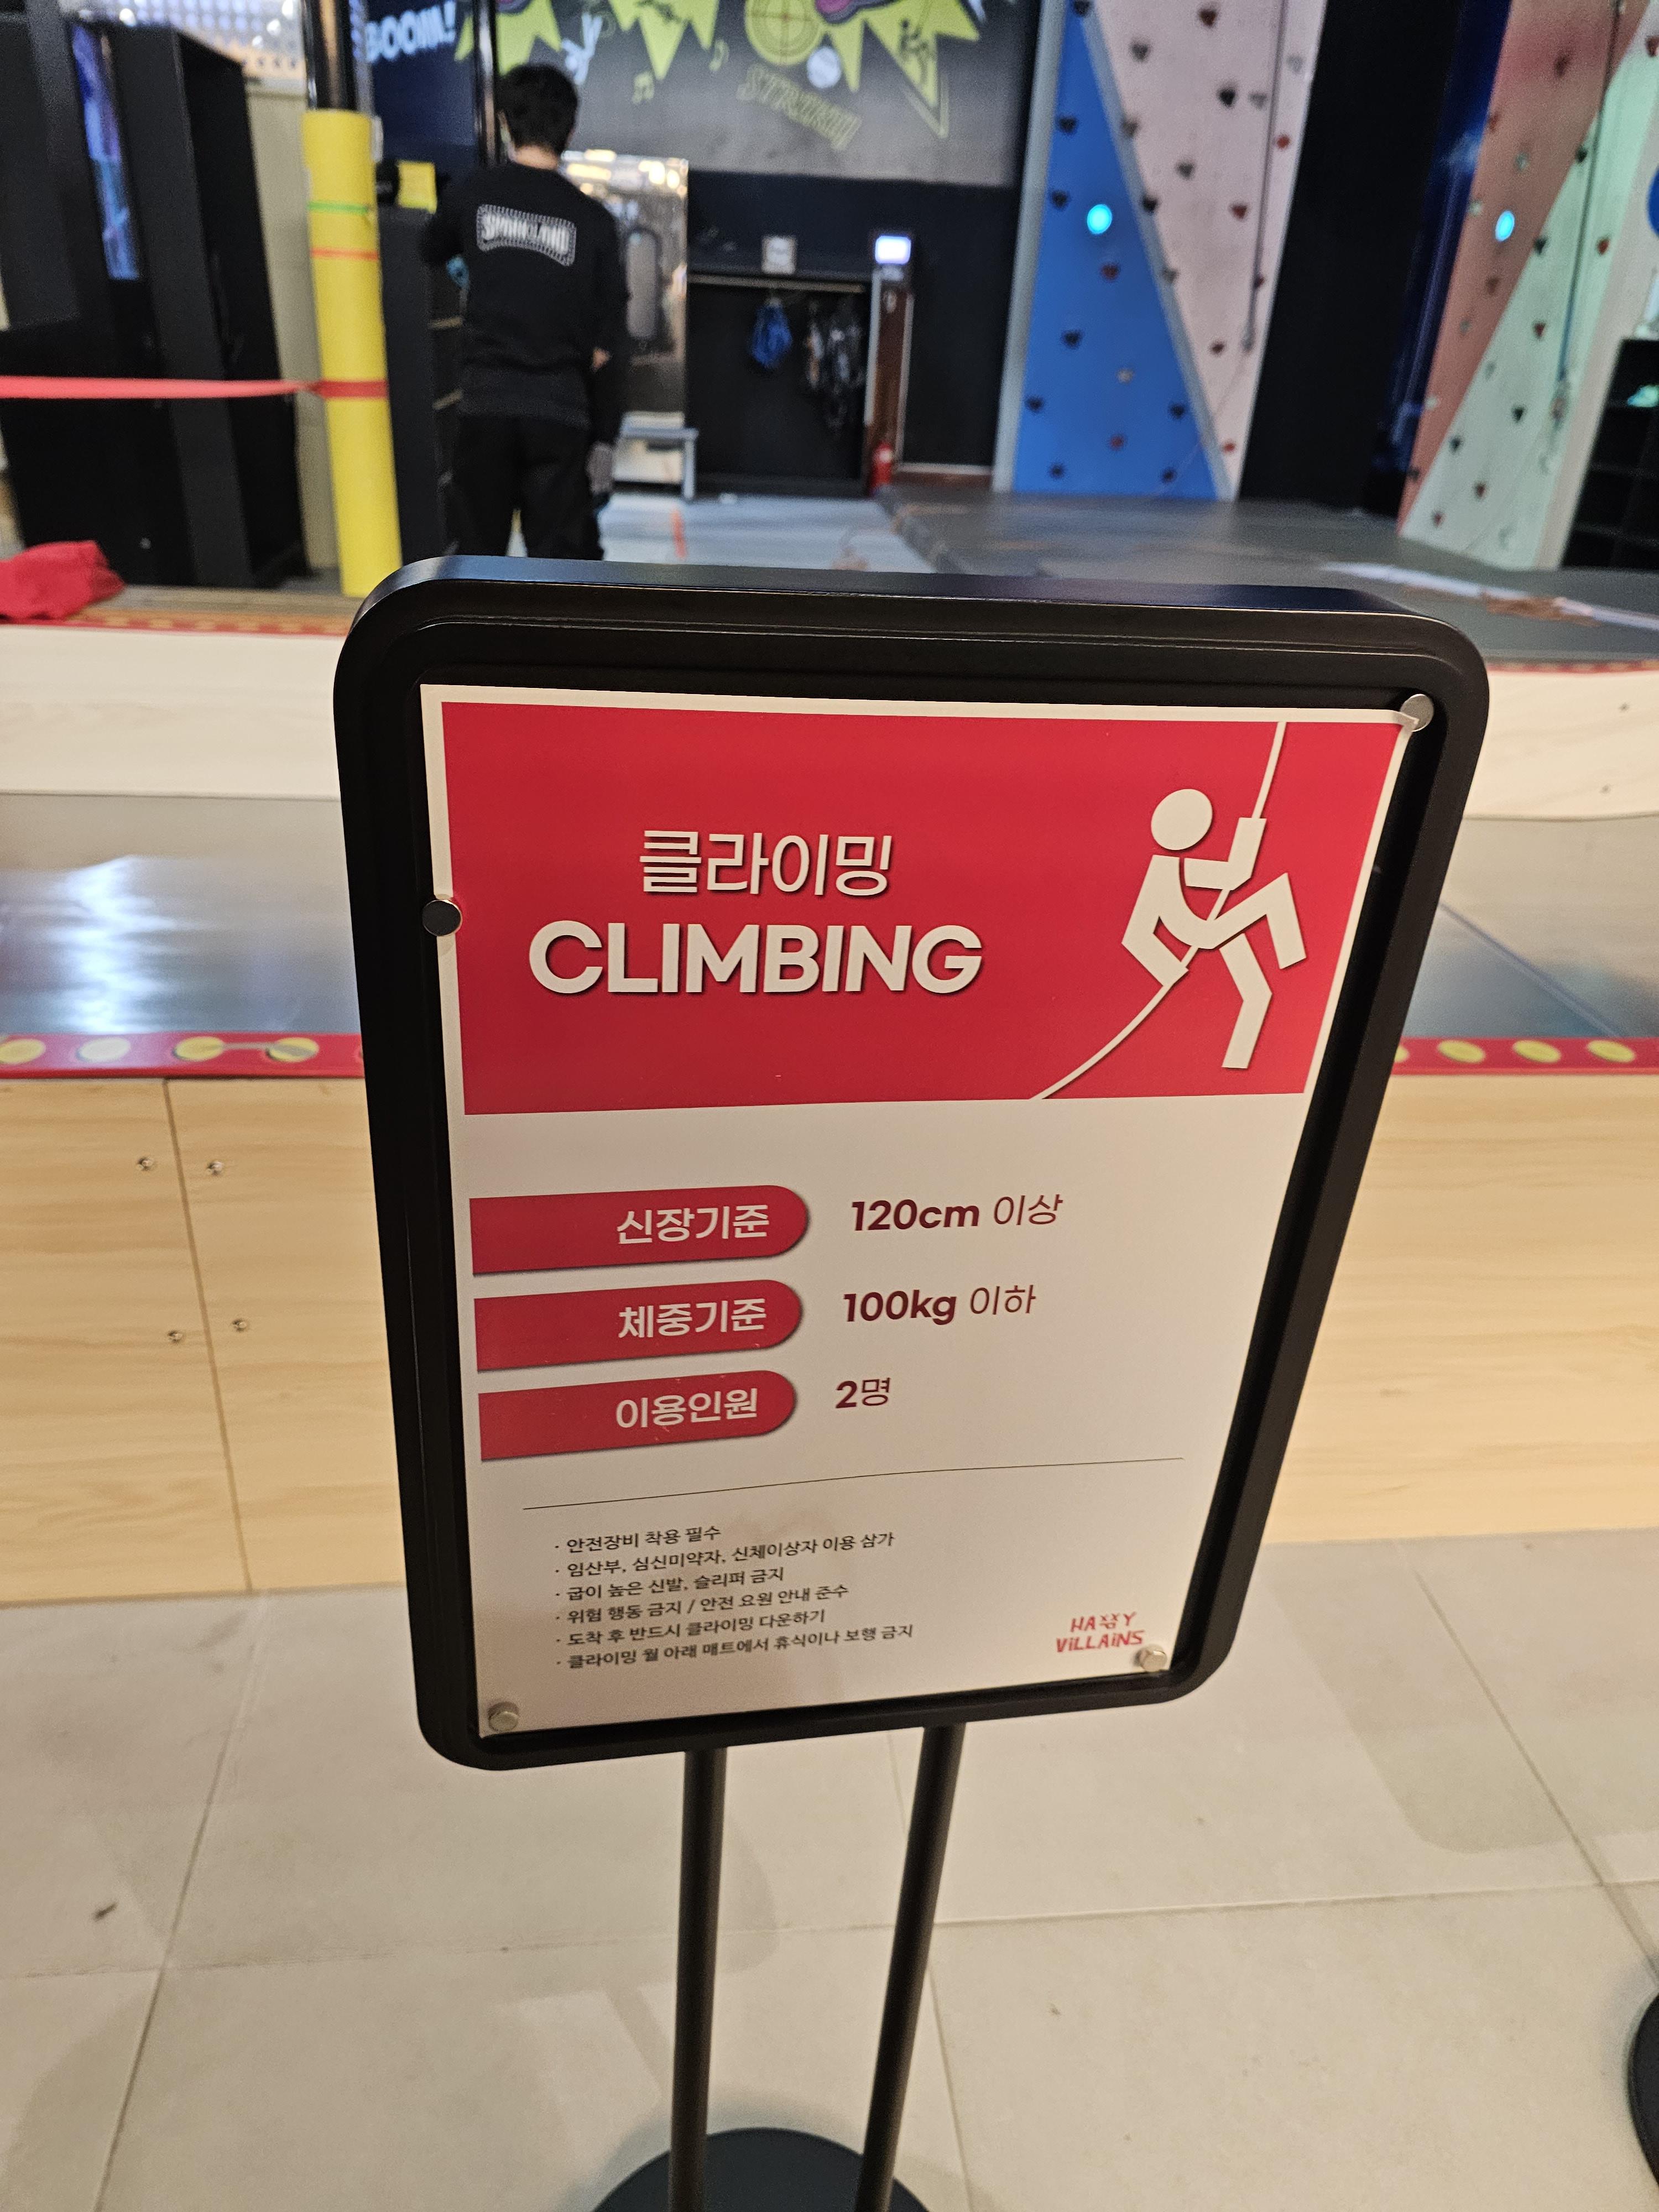 BOOM!
STREET!
클라이밍
CLIMBING
신장기준 120cm 이상
체중기준 100kg 이하
이용인원 2명
· 안전장비 착용 필수
· 임산부, 심신미약자, 신체이상자 이용 삼가
· 굽이 높은 신발, 슬리퍼 금지
· 위험 행동 금지 / 안전 요원 안내 준수
· 도착 후 반드시 클라이밍 다운하기
· 클라이밍 월 아래 매트에서 휴식이나 보행 금지
HAXXY
VILLAINS